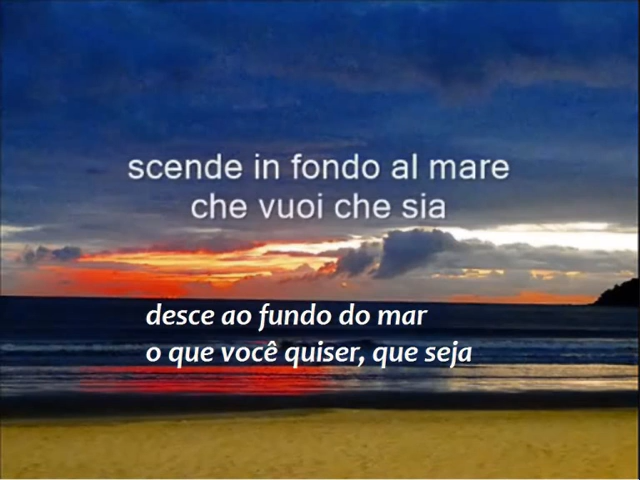 scende in fondo al mare
che vuoi che sia
desce ao fundo do mar
o que você quiser, que seja